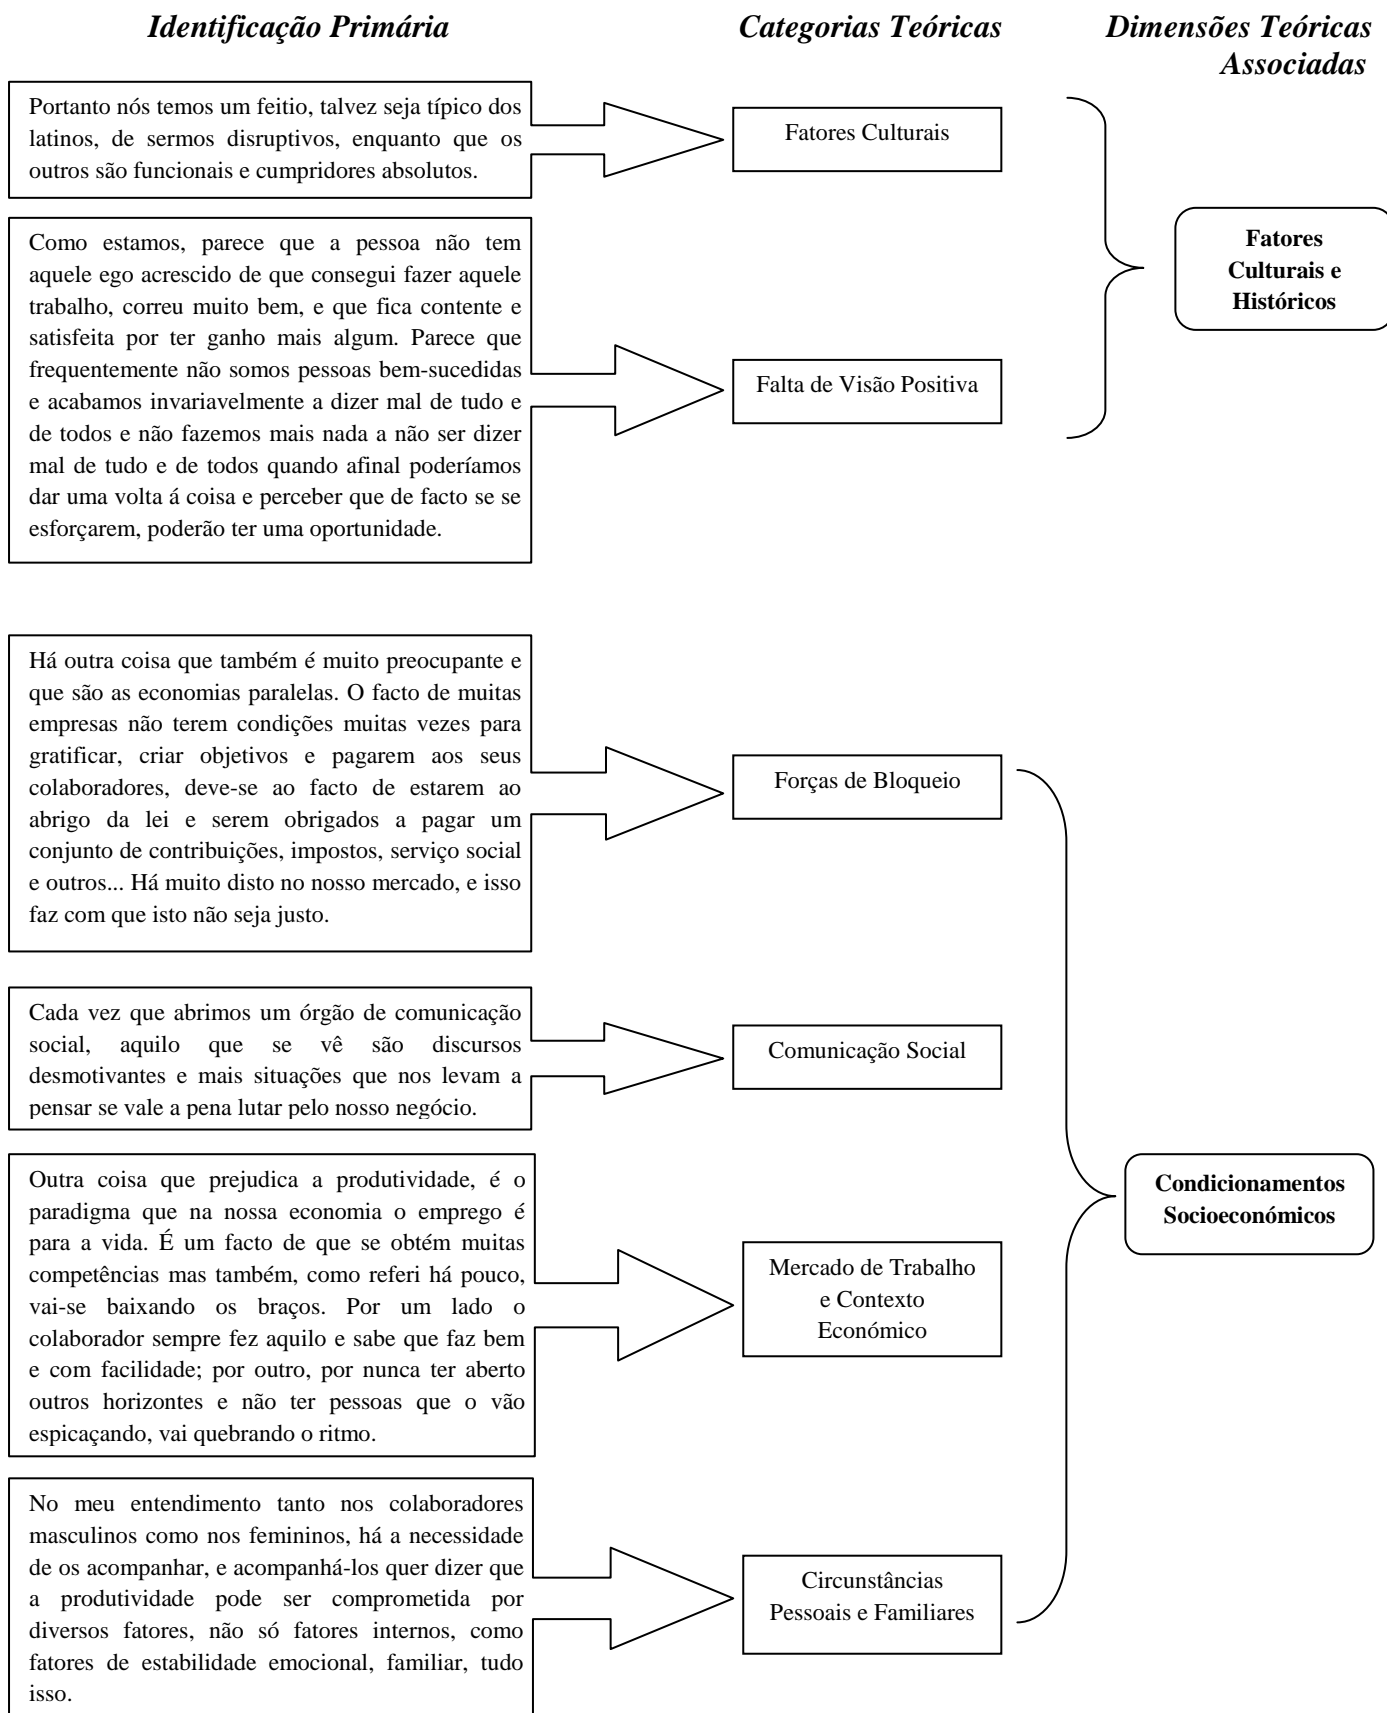 Identificação Primária
Categorias Teóricas
Dimensões Teóricas
Associadas
Portanto nós temos um feitio, talvez seja típico dos
latinos, de sermos disruptivos, enquanto que os
outros são funcionais e cumpridores absolutos.
Fatores Culturais
Como estamos, parece que a pessoa não tem
aquele ego acrescido de que consegui fazer aquele
trabalho, correu muito bem, e que fica contente e
satisfeita por ter ganho mais algum. Parece que
frequentemente não somos pessoas bem-sucedidas
e acabamos invariavelmente a dizer mal de tudo e
de todos e não fazemos mais nada a não ser dizer
mal de tudo e de todos quando afinal poderíamos
dar uma volta á coisa e perceber que de facto se se
esforçarem, poderão ter uma oportunidade.
Falta de Visão Positiva
Fatores
Culturais e
Históricos
Há outra coisa que também é muito preocupante e
que são as economias paralelas. O facto de muitas
empresas não terem condições muitas vezes para
gratificar, criar objetivos e pagarem aos seus
colaboradores, deve-se ao facto de estarem ao
abrigo da lei e serem obrigados a pagar um
conjunto de contribuições, impostos, serviço social
e outros... Há muito disto no nosso mercado, e isso
faz com que isto não seja justo.
Forças de Bloqueio
Cada vez que abrimos um órgão de comunicação
social, aquilo que se vê são discursos
desmotivantes e mais situações que nos levam a
pensar se vale a pena lutar pelo nosso negócio.
Comunicação Social
Outra coisa que prejudica a produtividade, é o
paradigma que na nossa economia o emprego é
para a vida. É um facto de que se obtém muitas
competências mas também, como referi há pouco,
vai-se baixando os braços. Por um lado o
colaborador sempre fez aquilo e sabe que faz bem
e com facilidade; por outro, por nunca ter aberto
outros horizontes e não ter pessoas que o vão
espicaçando, vai quebrando o ritmo.
Mercado de Trabalho
e Contexto
Económico
Condicionamentos
Socioeconómicos
No meu entendimento tanto nos colaboradores
masculinos como nos femininos, há a necessidade
de os acompanhar, e acompanhá-los quer dizer que
a produtividade pode ser comprometida por
diversos fatores, não só fatores internos, como
fatores de estabilidade emocional, familiar, tudo
isso.
Circunstâncias
Pessoais e Familiares